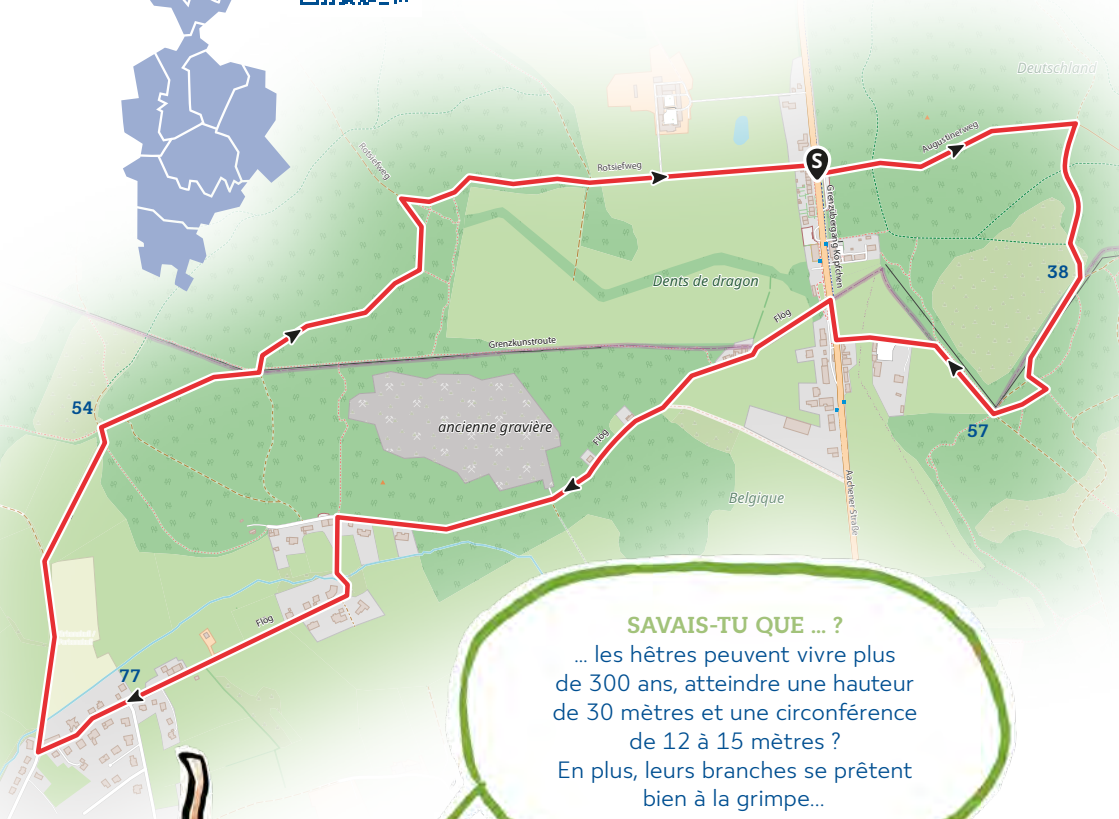 Deutschland
Augustinerweg
Rotsiefweg
Rotsiefweg
S
Grenzübergang Köpfchen
38
Dents de dragon
Flog
Grenzkunstroute
54
ancienne gravière
57
Flog
Aachener Straße
Belgique
Flog
77
SAVAIS-TU QUE ... ?
... les hêtres peuvent vivre plus
de 300 ans, atteindre une hauteur
de 30 mètres et une circonférence
de 12 à 15 mètres ?
En plus, leurs branches se prêtent
bien à la grimpe...